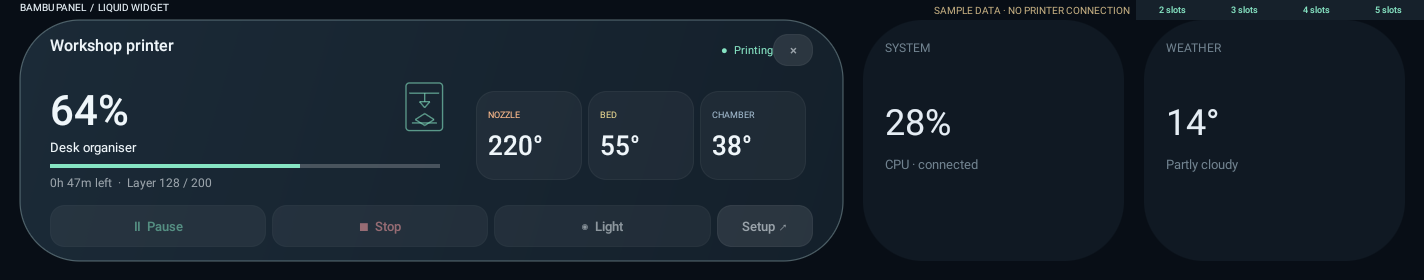 BAMBUPANEL / LIQUID WIDGET
SAMPLE DATA · NO PRINTER CONNECTION
2 slots
3 slots
4 slots
5 slots
Workshop printer
Printing
×
64%
Desk organiser
0h 47m left · Layer 128 / 200
NOZZLE
220°
BED
55°
CHAMBER
38°
Pause
Stop
Light
Setup ↗
SYSTEM
28%
CPU · connected
WEATHER
14°
Partly cloudy